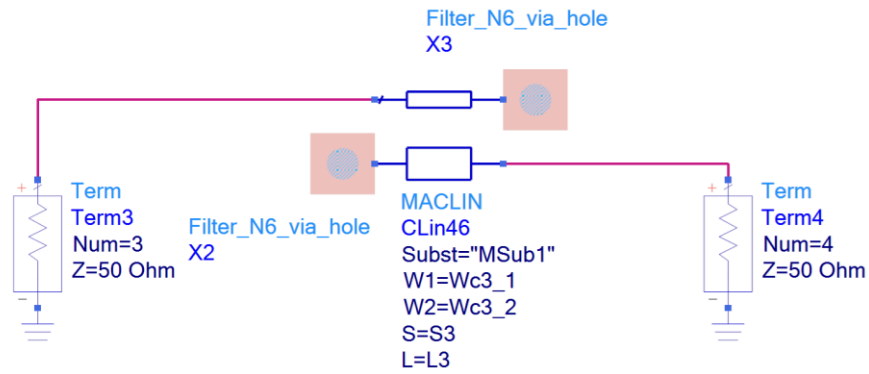 Filter_N6_via_hole
X3
+
Term
Term3
Num=3
Z=50 Ohm
−
Filter_N6_via_hole
X2
MACLIN
CLin46
Subst="MSub1"
W1=Wc3_1
W2=Wc3_2
S=S3
L=L3
+
Term
Term4
Num=4
Z=50 Ohm
−